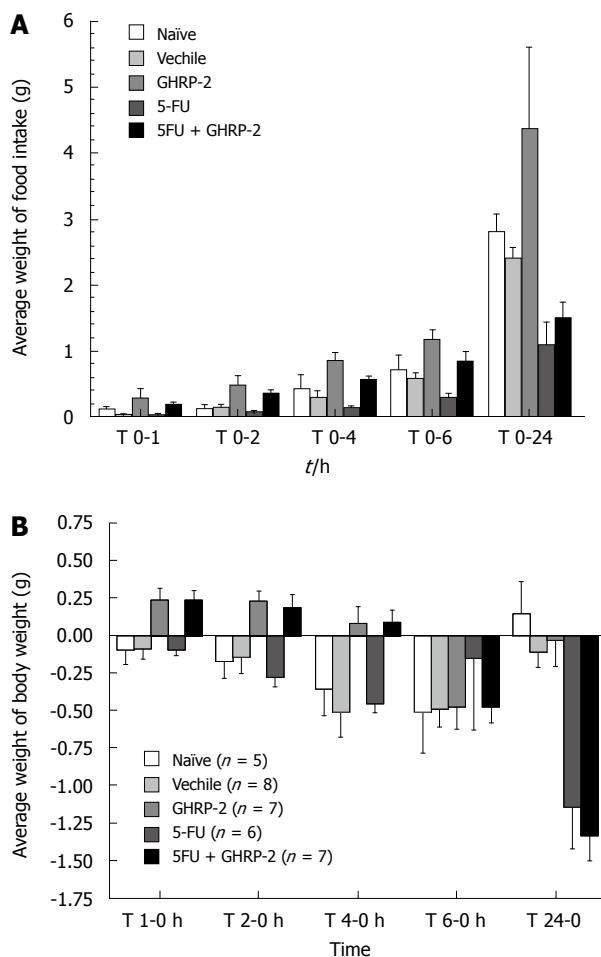 A
Average weight of food intake (g)
6
5
4
3
2
1
0
Naïve
Vechile
GHRP-2
5-FU
5FU + GHRP-2
T 0-1 T 0-2 T 0-4 T 0-6 T 0-24
t/h
B
Average weight of body weight (g)
0.75
0.50
0.25
0.00
-0.25
-0.50
-0.75
-1.00
-1.25
-1.50
-1.75
Naïve (n = 5)
Vechile (n = 8)
GHRP-2 (n = 7)
5-FU (n = 6)
5FU + GHRP-2 (n = 7)
T 1-0 h T 2-0 h T 4-0 h T 6-0 h T 24-0
Time